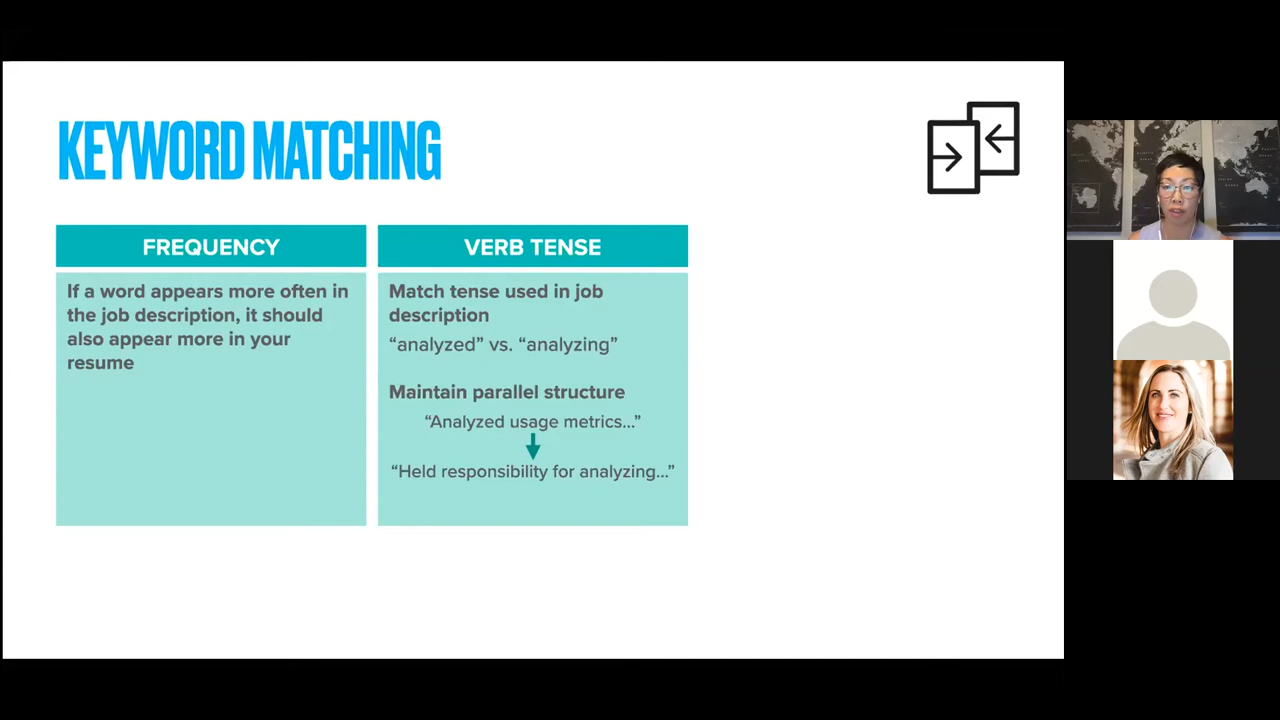 KEYWORD MATCHING
FREQUENCY
If a word appears more often in
the job description, it should
also appear more in your
resume
VERB TENSE
Match tense used in job
description
“analyzed” vs. “analyzing”
Maintain parallel structure
“Analyzed usage metrics...”
“Held responsibility for analyzing...”